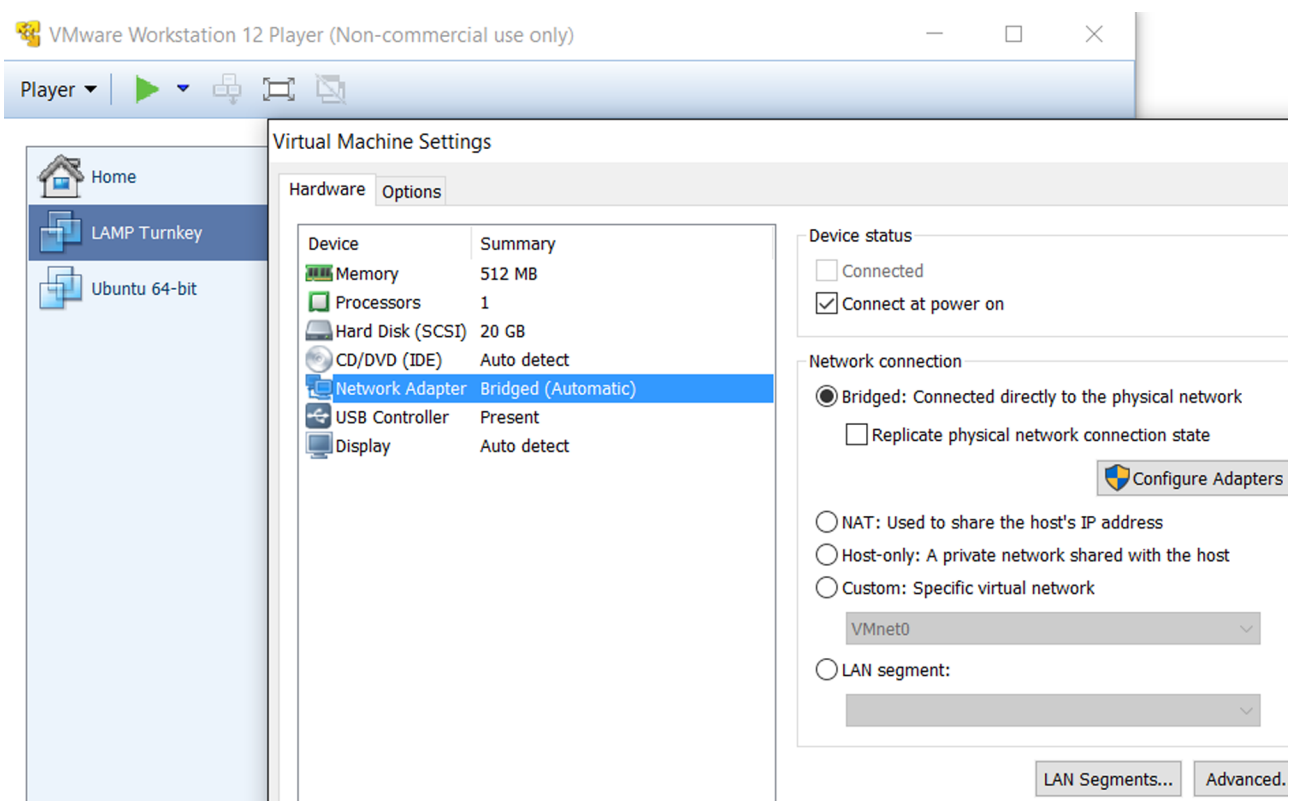 VMware Workstation 12 Player (Non-commercial use only)
Player
Virtual Machine Settings
Home
LAMP Turnkey
Ubuntu 64-bit
Hardware Options
Device Summary
Memory 512 MB
Processors 1
Hard Disk (SCSI) 20 GB
CD/DVD (IDE) Auto detect
Network Adapter Bridged (Automatic)
USB Controller Present
Display Auto detect
Device status
Connected
Connect at power on
Network connection
Bridged: Connected directly to the physical network
Replicate physical network connection state
Configure Adapters
NAT: Used to share the host's IP address
Host-only: A private network shared with the host
Custom: Specific virtual network
VMnet0
LAN segment:
LAN Segments... Advanced.